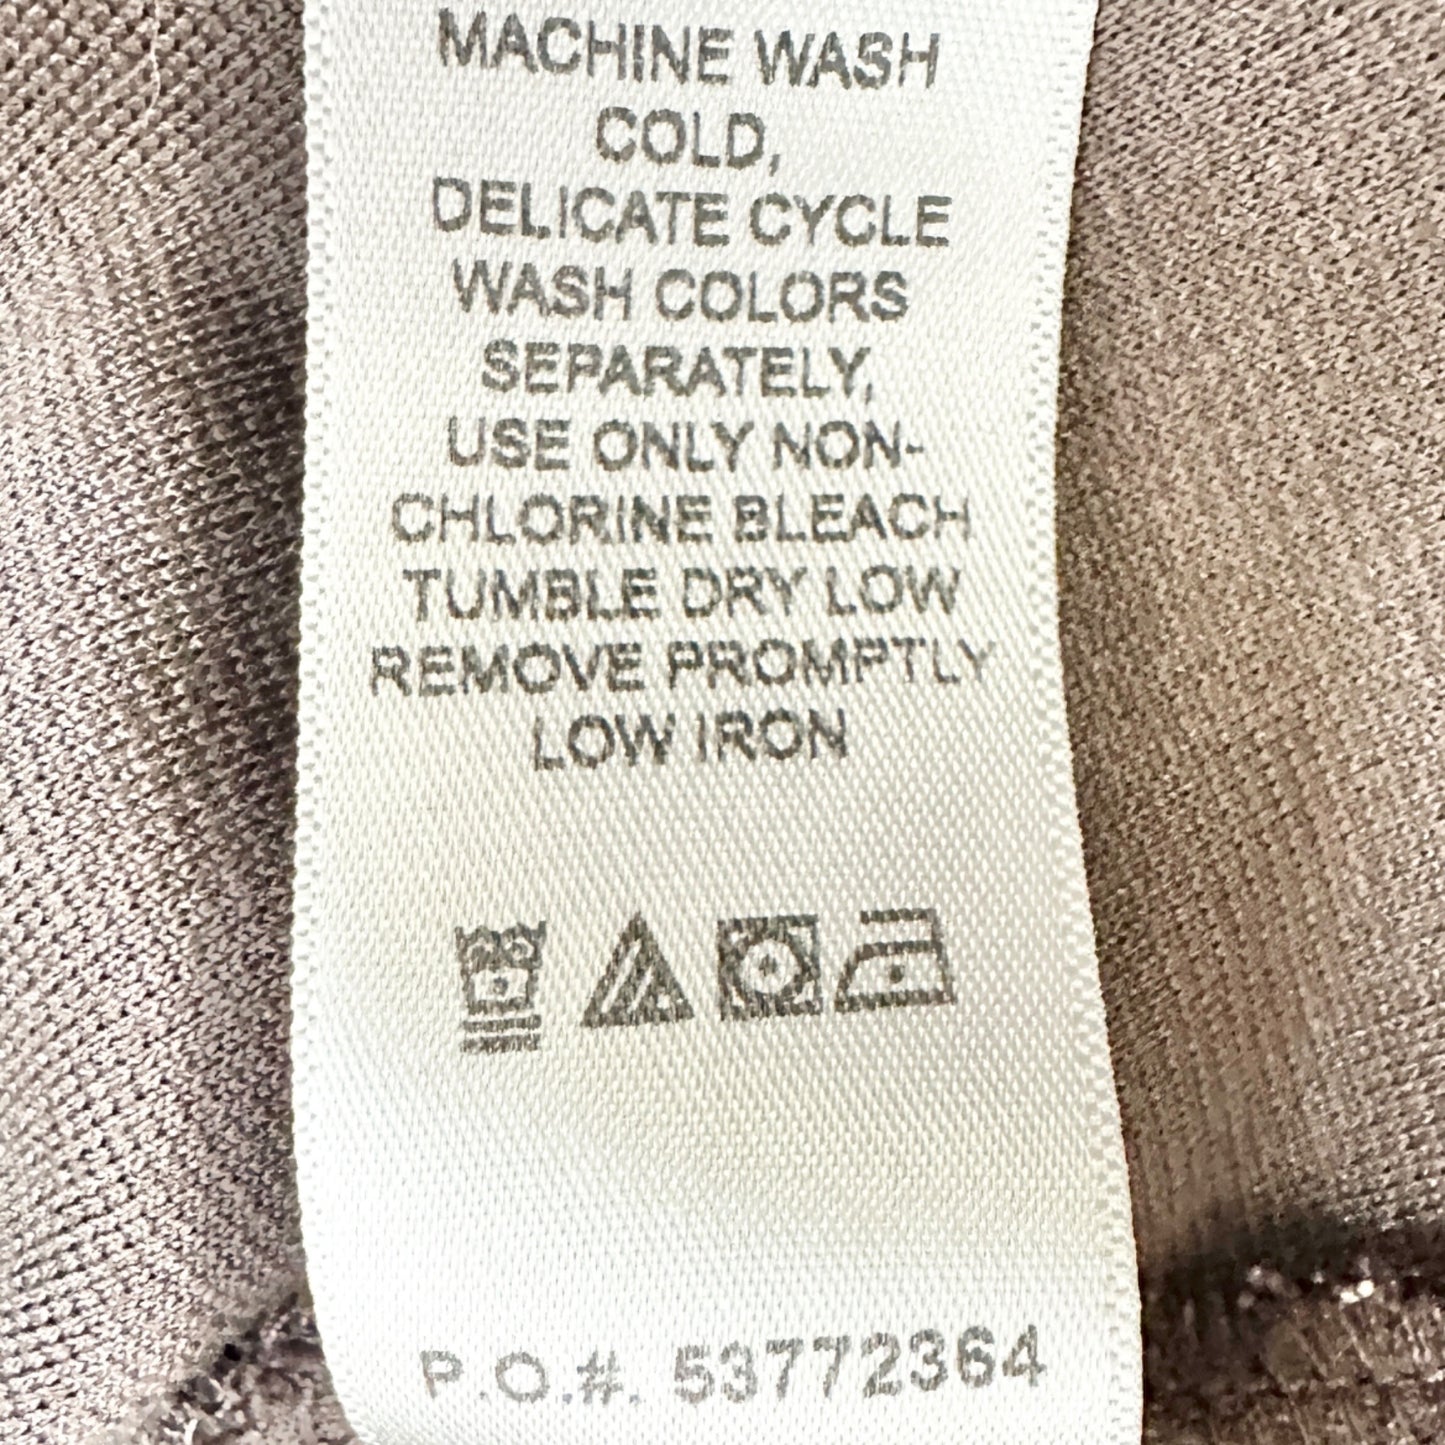 MACHINE WASH
COLD,
DELICATE CYCLE
WASH COLORS
SEPARATELY,
USE ONLY NON-
CHLORINE BLEACH
TUMBLE DRY LOW
REMOVE PROMPTLY
LOW IRON
P.O.#. 53772364